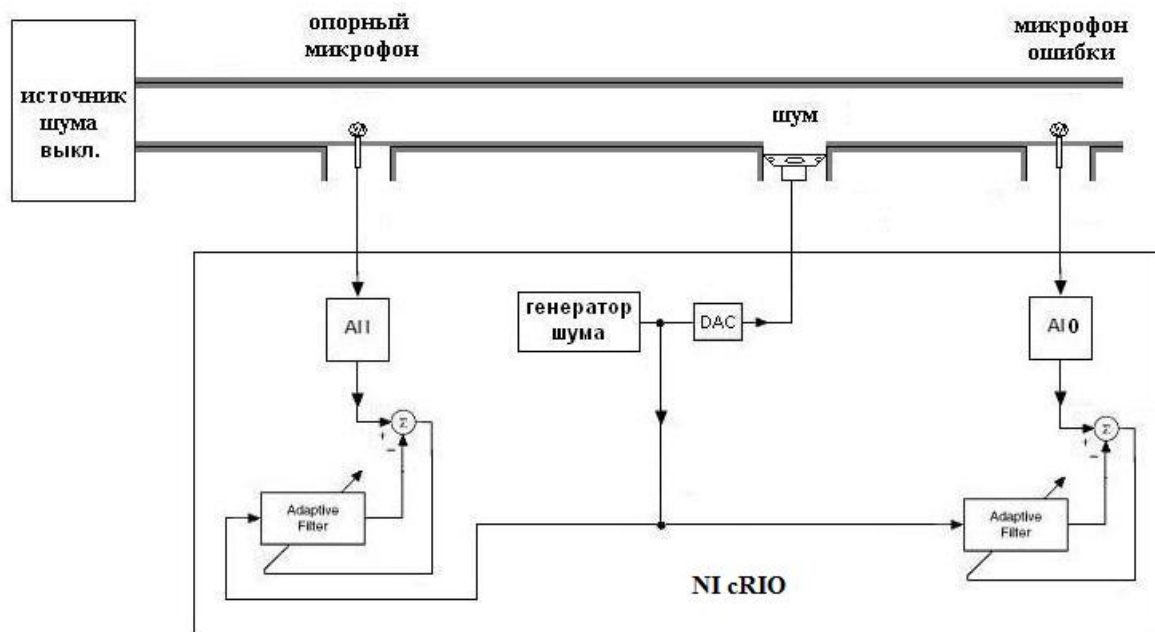 опорный
микрофон
микрофон
ошибки
источник
шума
выкл.
шум
AI1
генератор
шума
DAC
AI0
Σ
+
−
Σ
+
−
Adaptive
Filter
Adaptive
Filter
NI cRIO